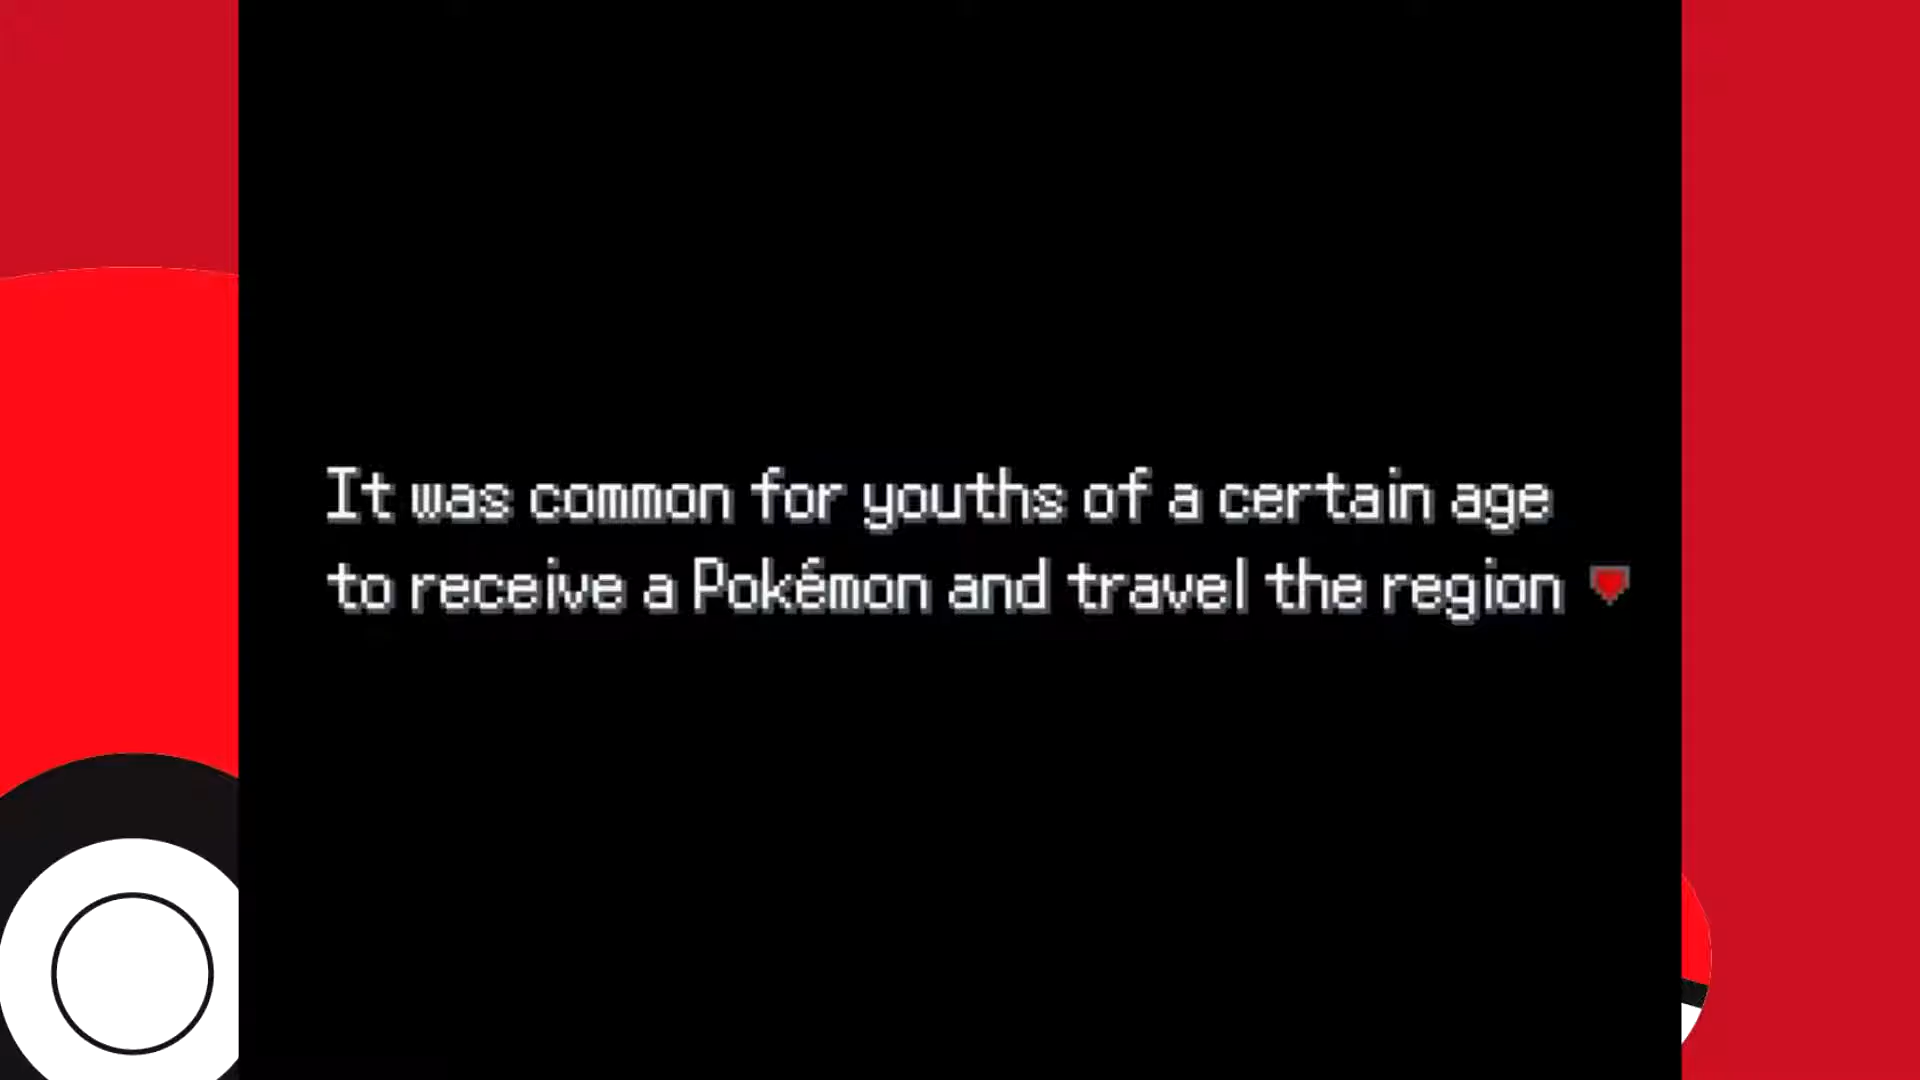 It was common for youths of a certain age
to receive a Pokémon and travel the region